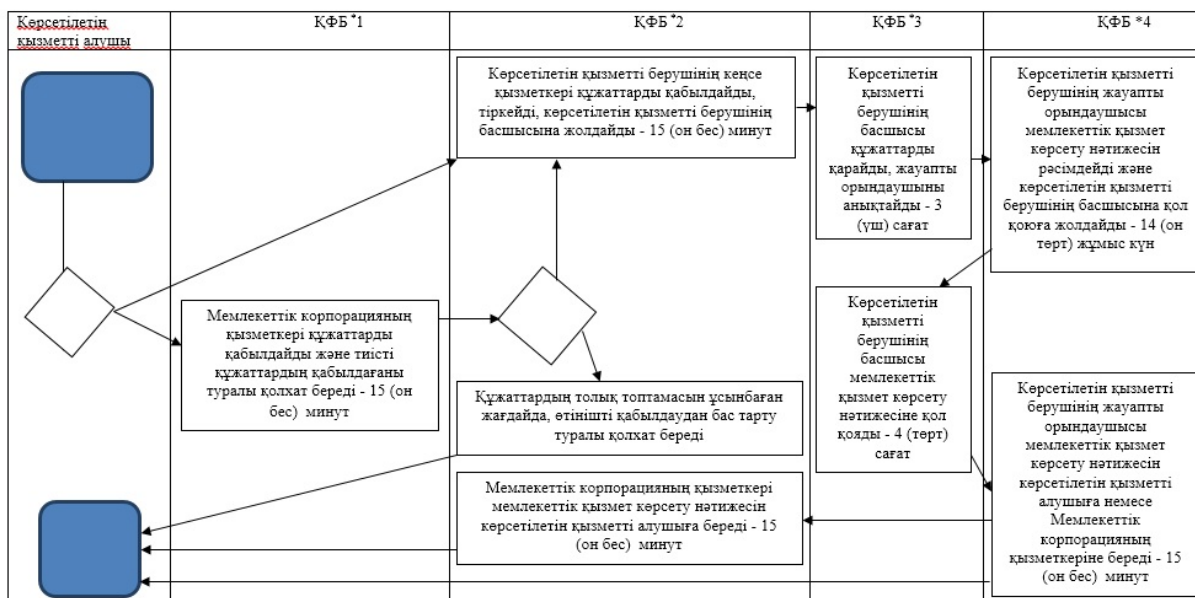 Көрсетілетін
қызметті алушы
ҚФБ *1
ҚФБ *2
ҚФБ *3
ҚФБ *4
Көрсетілетін қызметті берушінің кеңсе
қызметкері құжаттарды қабылдайды,
тіркейді, көрсетілетін қызметті берушінің
басшысына жолдайды - 15 (он бес) минут
Көрсетілетін
қызметті
берушінің
басшысы
құжаттарды
қарайды, жауапты
орындаушыны
анықтайды - 3
(үш) сағат
Көрсетілетін қызметті
берушінің жауапты
орындаушысы
мемлекеттік қызмет
көрсету нәтижесін
рәсімдейді және
көрсетілетін қызметті
берушінің басшысына қол
қоюға жолдайды - 14 (он
төрт) жұмыс күн
Мемлекеттік корпорацияның
қызметкері құжаттарды
қабылдайды және тиісті
құжаттардың қабылдағаны
туралы қолхат береді - 15 (он
бес) минут
Құжаттардың толық топтамасын ұсынбаған
жағдайда, өтінішті қабылдаудан бас тарту
туралы қолхат береді
Көрсетілетін
қызметті
берушінің
басшысы
мемлекеттік
қызмет көрсету
нәтижесіне қол
қояды - 4 (төрт)
сағат
Мемлекеттік корпорацияның қызметкері
мемлекеттік қызмет көрсету нәтижесін
көрсетілетін қызметті алушыға береді - 15
(он бес) минут
Көрсетілетін қызметті
берушінің жауапты
орындаушысы
мемлекеттік қызмет
көрсету нәтижесін
көрсетілетін қызметті
алушыға немесе
Мемлекеттік
корпорацияның
қызметкеріне береді - 15
(он бес) минут